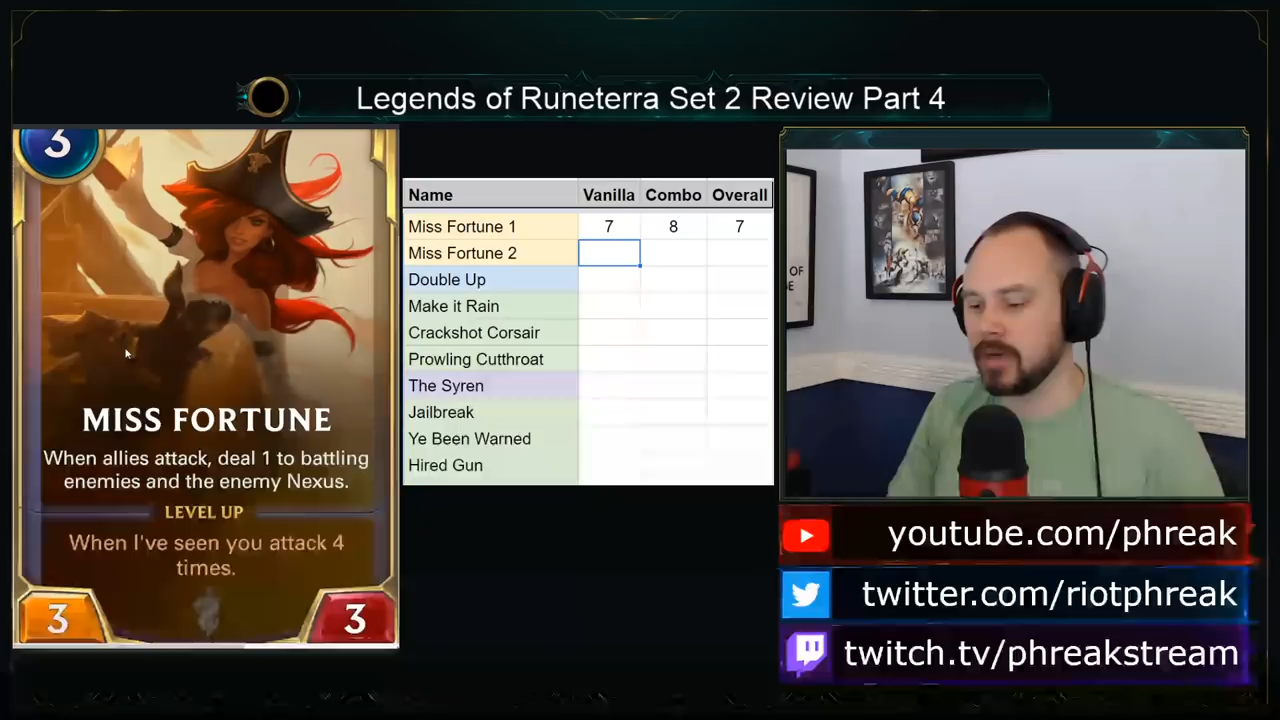 Legends of Runeterra Set 2 Review Part 4
3
MISS FORTUNE
When allies attack, deal 1 to battling
enemies and the enemy Nexus.
LEVEL UP
When I've seen you attack 4
times.
3 3
Name Vanilla Combo Overall
Miss Fortune 1 7 8 7
Miss Fortune 2
Double Up
Make it Rain
Crackshot Corsair
Prowling Cutthroat
The Syren
Jailbreak
Ye Been Warned
Hired Gun
OF
youtube.com/phreak
twitter.com/riotphreak
twitch.tv/phreakstream